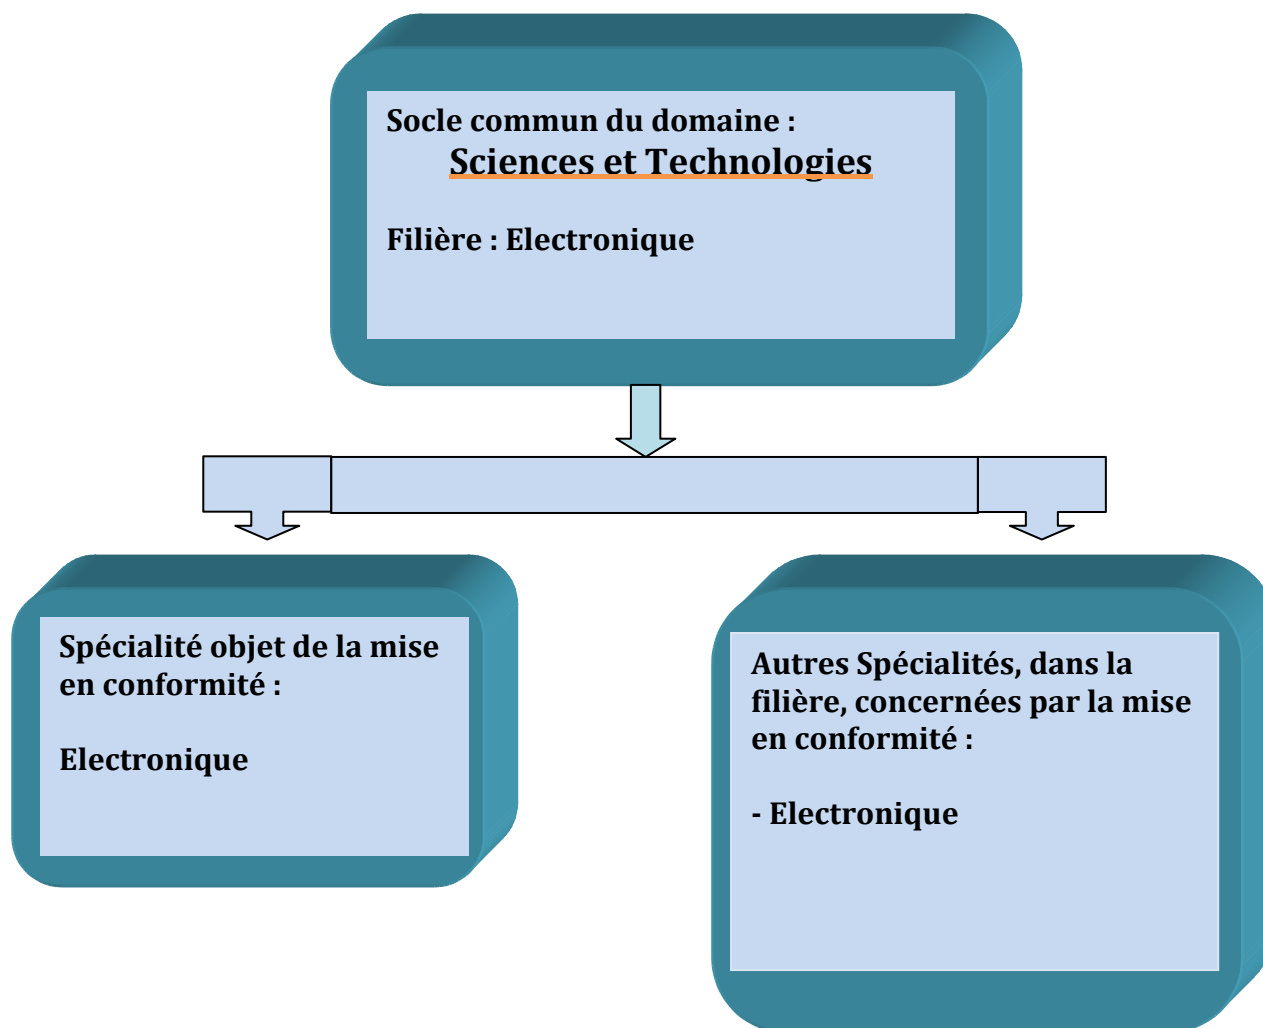 Socle commun du domaine :
Sciences et Technologies
Filière : Electronique
Spécialité objet de la mise
en conformité :
Electronique
Autres Spécialités, dans la
filière, concernées par la mise
en conformité :
- Electronique